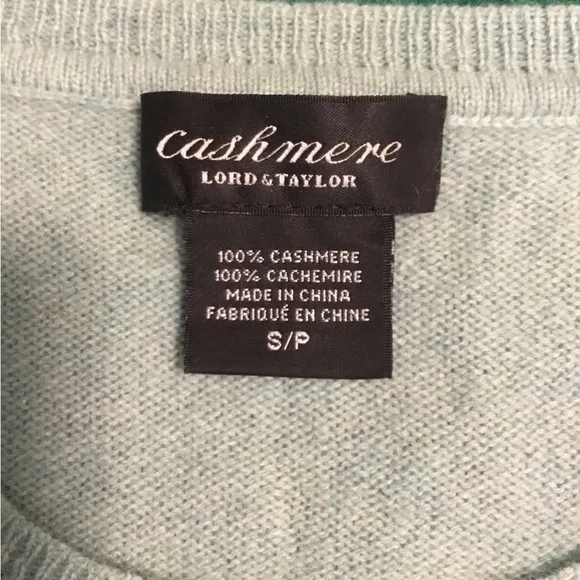 Cashmere
LORD & TAYLOR
100% CASHMERE
100% CACHEMIRE
MADE IN CHINA
FABRIQUÉ EN CHINE
S/P